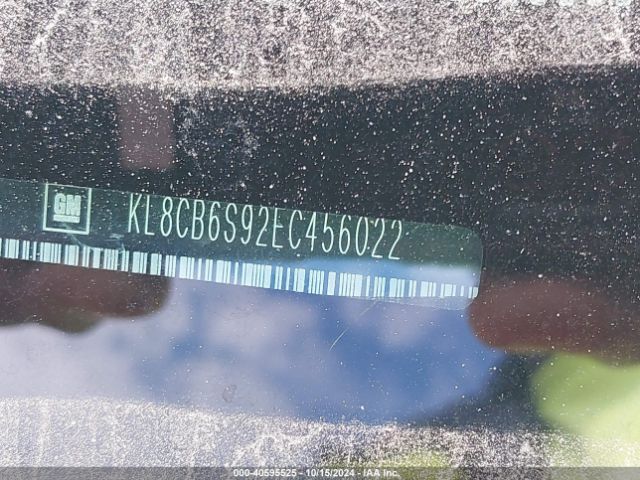 GM KL8CB6S92EC456022
000-40595525 - 10/15/2024 - IAA Inc.